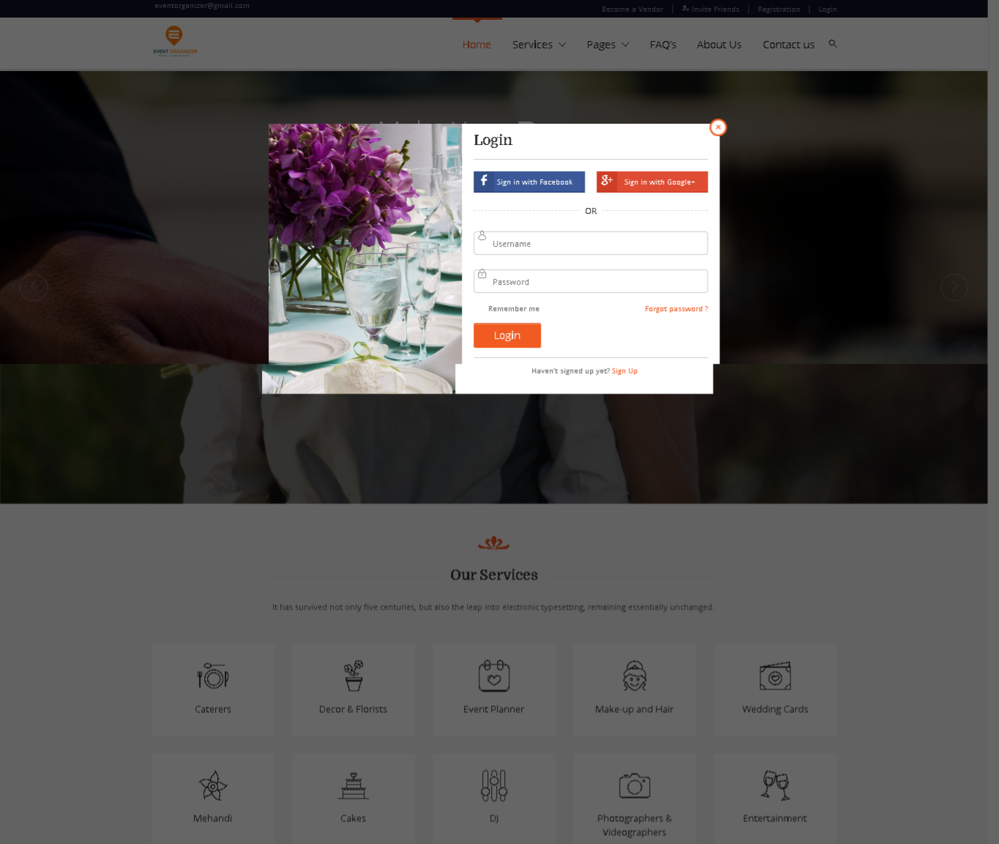 eventorganizer@gmail.com
Become a Vendor | Invite Friends | Registration | Login
EVENT ORGANIZER
Home Services Pages FAQ's About Us Contact us
Login
Sign in with Facebook
Sign in with Google+
OR
Username
Password
Remember me
Forgot password ?
Login
Haven't signed up yet? Sign Up
Our Services
It has survived not only five centuries, but also the leap into electronic typesetting, remaining essentially unchanged.
Caterers
Decor & Florists
Event Planner
Make-up and Hair
Wedding Cards
Mehandi
Cakes
DJ
Photographers &
Videographers
Entertainment